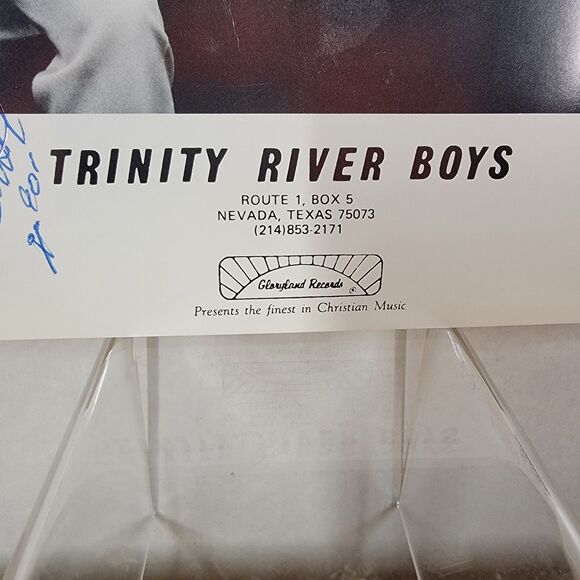 TRINITY RIVER BOYS
ROUTE 1, BOX 5
NEVADA, TEXAS 75073
(214)853-2171
Gloryland Records
Presents the finest in Christian Music